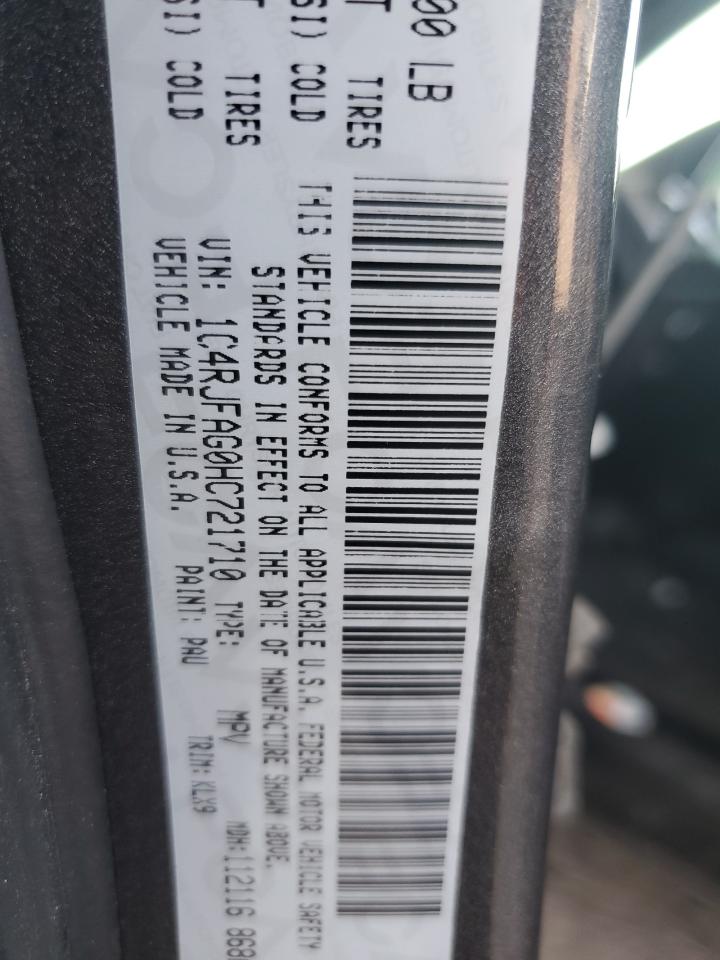 00 LB
T TIRES
SI) COLD
T TIRES
SI) COLD
THIS VEHICLE CONFORMS TO ALL APPLICABLE U.S.A. FEDERAL MOTOR VEHICLE SAFETY
STANDARDS IN EFFECT ON THE DATE OF MANUFACTURE SHOWN ABOVE.
VIN: 1C4RJFAG0HC721710 TYPE: MPV MDH:112116 868
VEHICLE MADE IN U.S.A. PAINT: PAU TRIM: KLX9